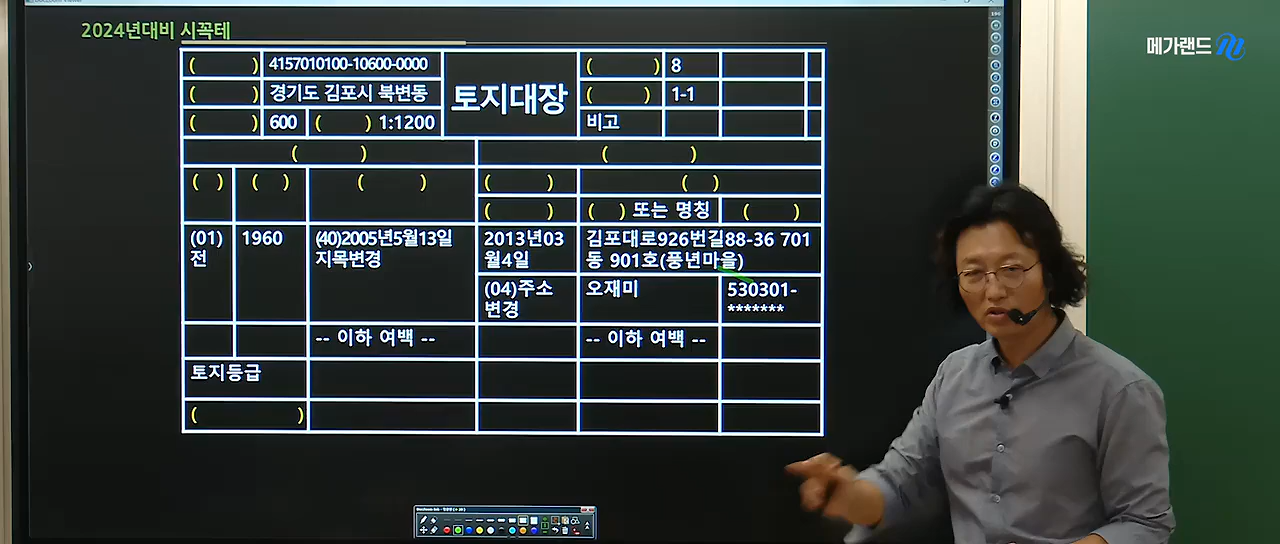 2024년대비 시꼭테
메가랜드
( ) 4157010100-10600-0000 토지대장 ( ) 8
( ) 경기도 김포시 북변동 ( ) 1-1
( ) 600 ( ) 1:1200 비고
( ) ( )
( ) ( ) ( ) ( ) ( )
( ) ( ) 또는 명칭 ( )
(01) 1960 (40)2005년5월13일 2013년03 김포대로926번길88-36 701
전 지목변경 월4일 동 901호(풍년마을)
(04)주소 오재미 530301-
변경 *******
-- 이하 여백 -- -- 이하 여백 --
토지등급
( )